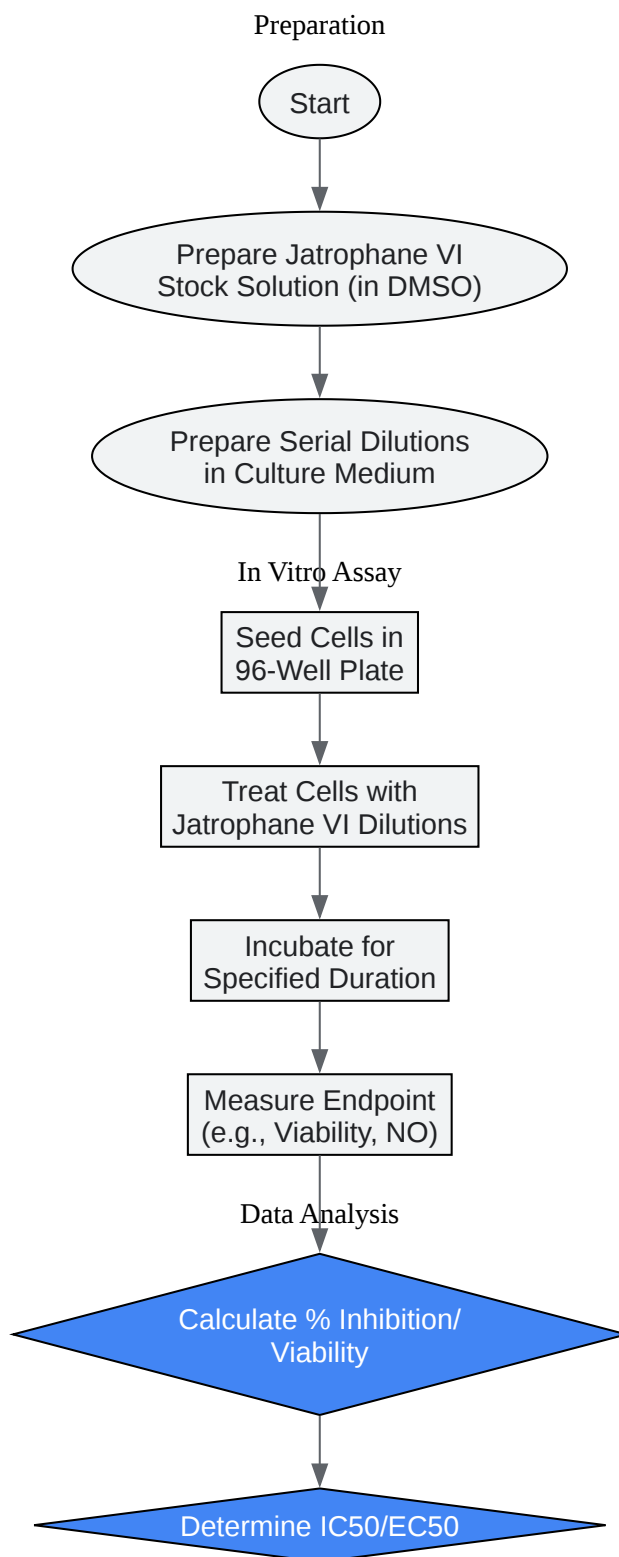 Preparation
Start
Prepare Jatrophane VI
Stock Solution (in DMSO)
Prepare Serial Dilutions
in Culture Medium
In Vitro Assay
Seed Cells in
96-Well Plate
Treat Cells with
Jatrophane VI Dilutions
Incubate for
Specified Duration
Measure Endpoint
(e.g., Viability, NO)
Data Analysis
Calculate % Inhibition/
Viability
Determine IC50/EC50